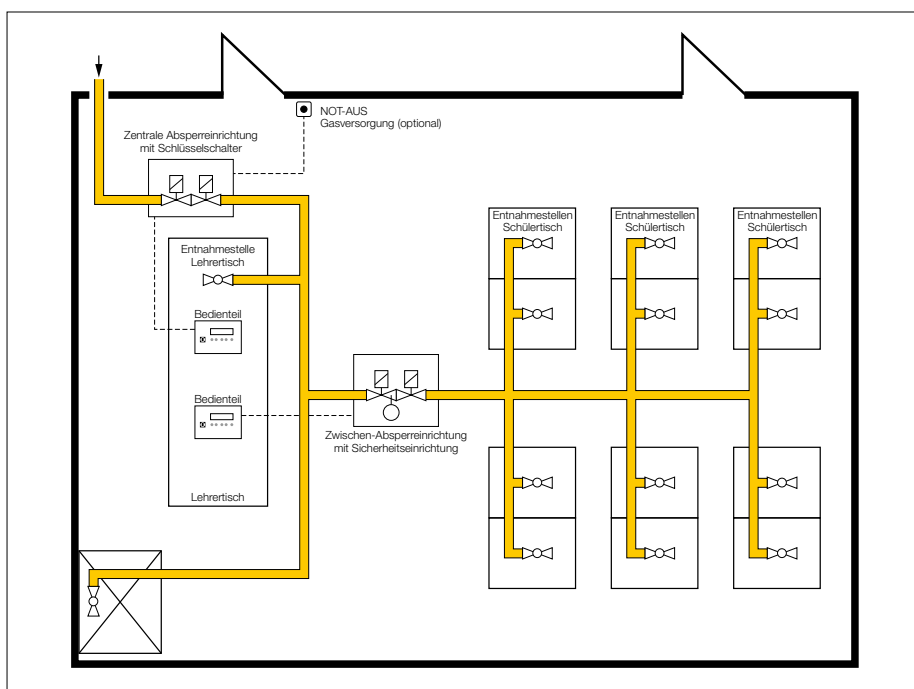 NOT-AUS
Gasversorgung (optional)
Zentrale Absperreinrichtung
mit Schlüsselschalter
Entnahmestelle
Lehrertisch
Bedienteil
Bedienteil
Lehrertisch
Zwischen-Absperreinrichtung
mit Sicherheitseinrichtung
Entnahmestellen
Schülertisch
Entnahmestellen
Schülertisch
Entnahmestellen
Schülertisch